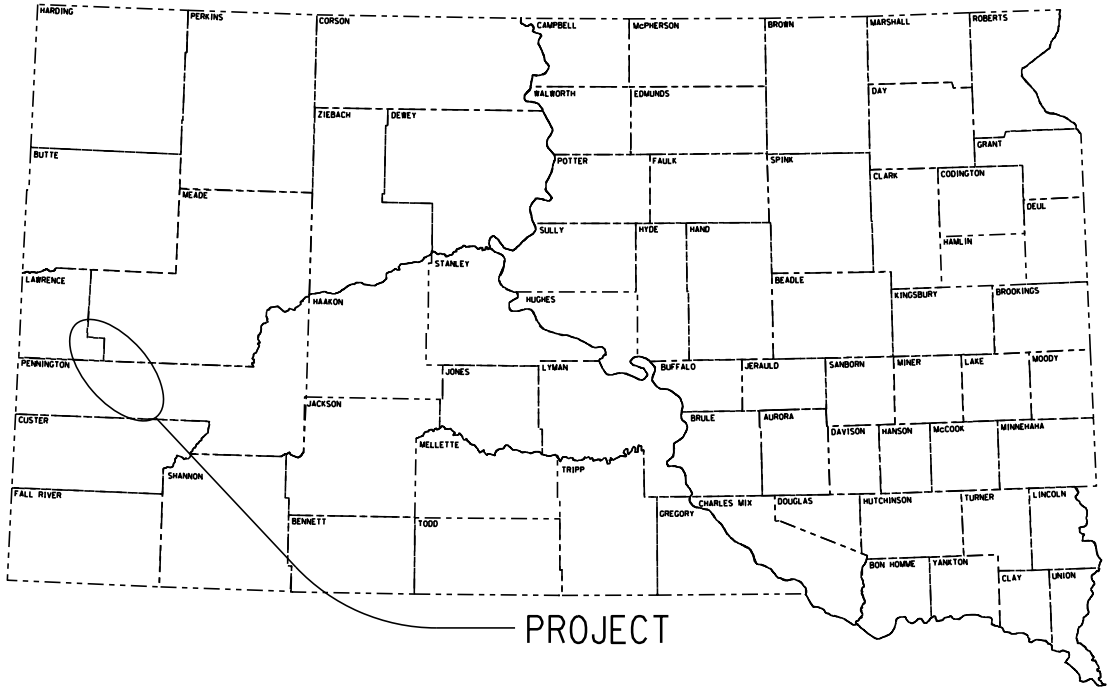 HARDING
PERKINS
CORSON
CAMPBELL
McPHERSON
BROWN
MARSHALL
ROBERTS
WALWORTH
EDMUNDS
DAY
ZIEBACH
DEWEY
GRANT
BUTTE
POTTER
FAULK
SPINK
CLARK
CODINGTON
MEADE
DEUL
SULLY
HYDE
HAND
HAMLIN
STANLEY
LAWRENCE
BEADLE
HAAKON
HUGHES
KINGSBURY
BROOKINGS
PENNINGTON
JONES
LYMAN
BUFFALO
JERAULD
SANBORN
MINER
LAKE
MOODY
JACKSON
CUSTER
BRULE
AURORA
DAVISON
HANSON
McCOOK
MINNEHAHA
MELLETTE
SHANNON
TRIPP
FALL RIVER
CHARLES MIX
DOUGLAS
HUTCHINSON
TURNER
LINCOLN
GREGORY
BENNETT
TODD
BON HOMME
YANKTON
CLAY
UNION
PROJECT